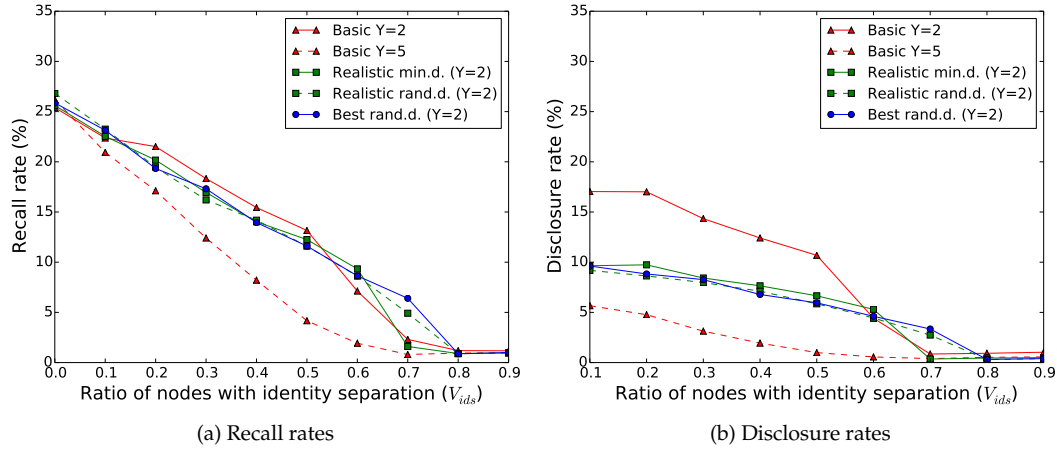 35
30
25
20
15
10
5
0
Recall rate (%)
Basic Y=2
Basic Y=5
Realistic min.d. (Y=2)
Realistic rand.d. (Y=2)
Best rand.d. (Y=2)
0.0 0.1 0.2 0.3 0.4 0.5 0.6 0.7 0.8 0.9
Ratio of nodes with identity separation (V_ids)
(a) Recall rates
35
30
25
20
15
10
5
0
Disclosure rate (%)
Basic Y=2
Basic Y=5
Realistic min.d. (Y=2)
Realistic rand.d. (Y=2)
Best rand.d. (Y=2)
0.1 0.2 0.3 0.4 0.5 0.6 0.7 0.8 0.9
Ratio of nodes with identity separation (V_ids)
(b) Disclosure rates